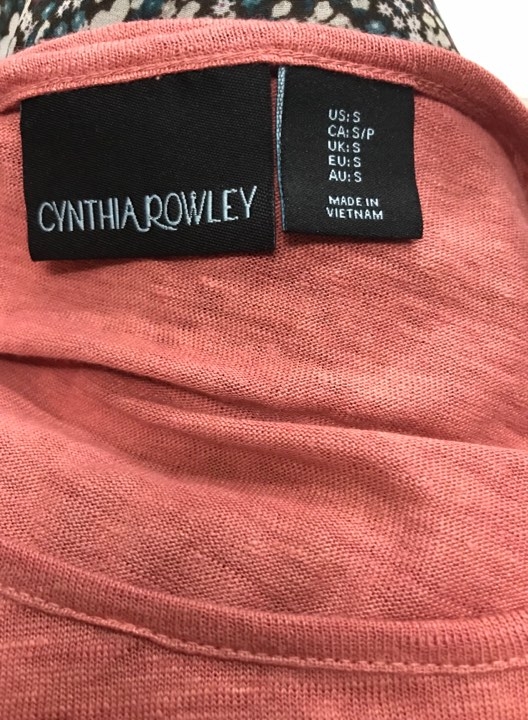 CYNTHIA ROWLEY
US: S
CA: S/P
UK: S
EU: S
AU: S
MADE IN
VIETNAM